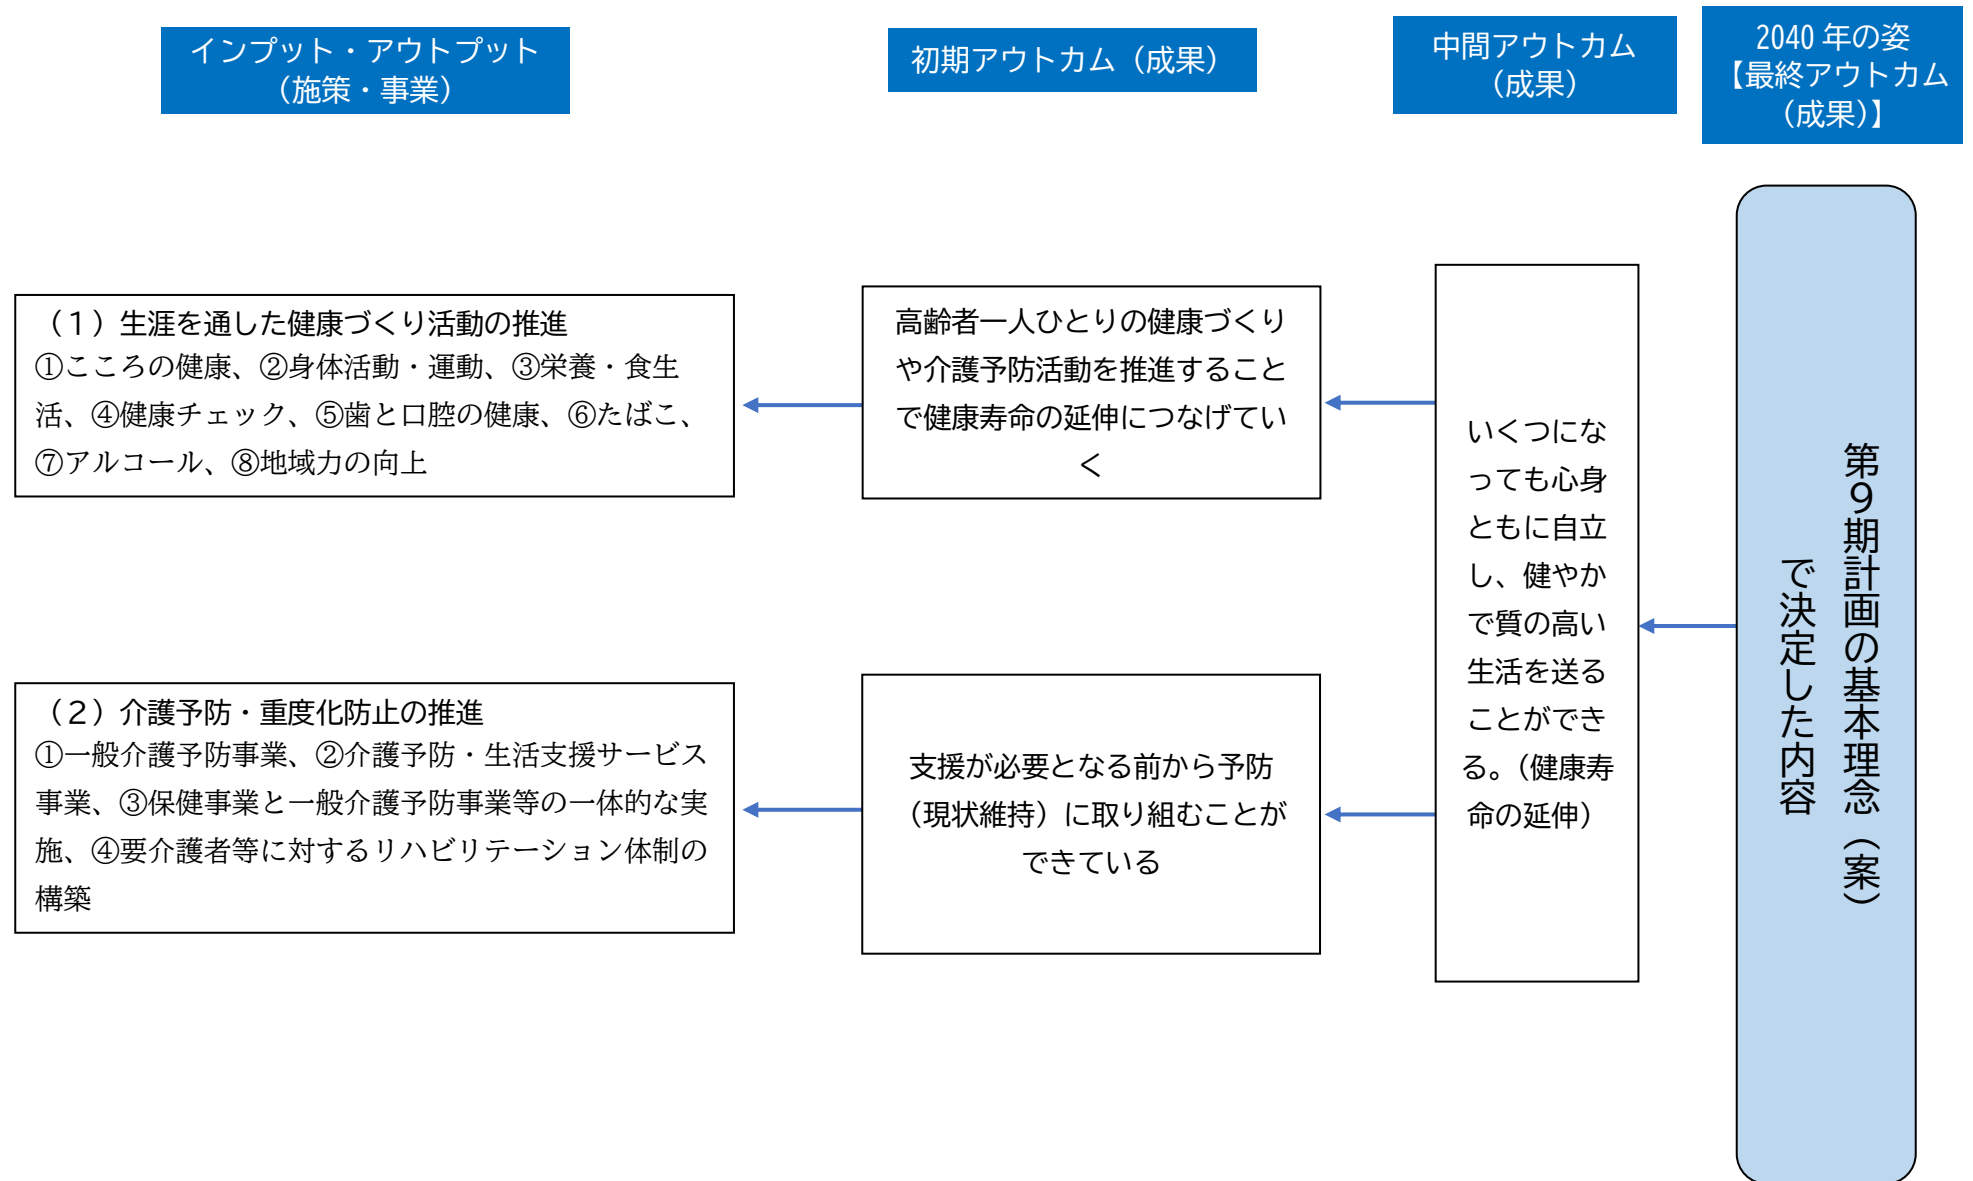 インプット・アウトプット
（施策・事業）
初期アウトカム（成果）
中間アウトカム
（成果）
2040年の姿
【最終アウトカム
（成果）】
（１）生涯を通した健康づくり活動の推進
①こころの健康、②身体活動・運動、③栄養・食生
活、④健康チェック、⑤歯と口腔の健康、⑥たばこ、
⑦アルコール、⑧地域力の向上
高齢者一人ひとりの健康づくり
や介護予防活動を推進すること
で健康寿命の延伸につなげてい
く
（２）介護予防・重度化防止の推進
①一般介護予防事業、②介護予防・生活支援サービス
事業、③保健事業と一般介護予防事業等の一体的な実
施、④要介護者等に対するリハビリテーション体制の
構築
支援が必要となる前から予防
（現状維持）に取り組むことが
できている
いくつにな
っても心身
ともに自立
し、健やか
で質の高い
生活を送る
ことができ
る。（健康寿
命の延伸）
第９期計画の基本理念（案）
で決定した内容